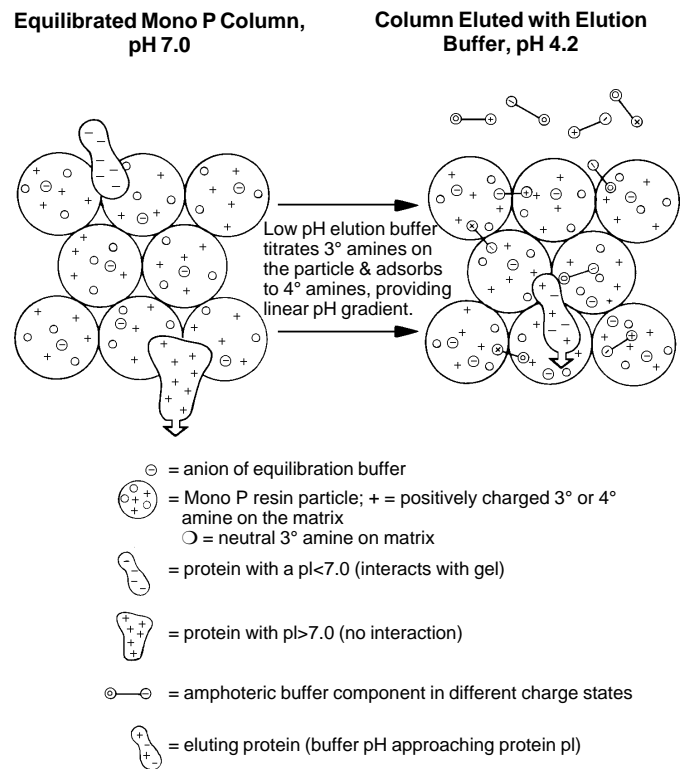 Equilibrated Mono P Column,
pH 7.0
Column Eluted with Elution
Buffer, pH 4.2
Low pH elution buffer
titrates 3° amines on
the particle & adsorbs
to 4° amines, providing
linear pH gradient.
= anion of equilibration buffer
= Mono P resin particle; + = positively charged 3° or 4°
amine on the matrix
= neutral 3° amine on matrix
= protein with a pI<7.0 (interacts with gel)
= protein with pI>7.0 (no interaction)
= amphoteric buffer component in different charge states
= eluting protein (buffer pH approaching protein pI)